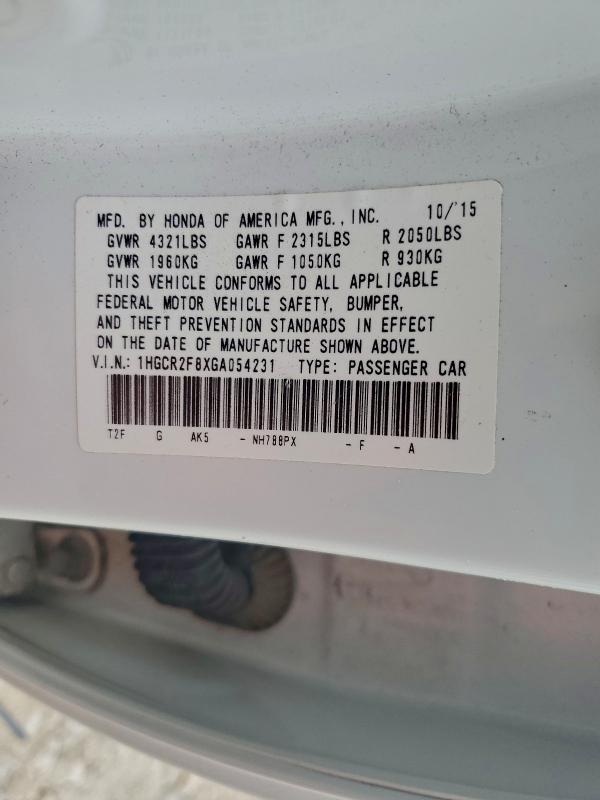 MFD. BY HONDA OF AMERICA MFG., INC. 10/'15
GVWR 4321LBS GAWR F 2315LBS R 2050LBS
GVWR 1960KG GAWR F 1050KG R 930KG
THIS VEHICLE CONFORMS TO ALL APPLICABLE
FEDERAL MOTOR VEHICLE SAFETY, BUMPER,
AND THEFT PREVENTION STANDARDS IN EFFECT
ON THE DATE OF MANUFACTURE SHOWN ABOVE.
V.I.N.: 1HGCR2F8XGA054231 TYPE: PASSENGER CAR
T2F G AK5 - NH788PX - F - A